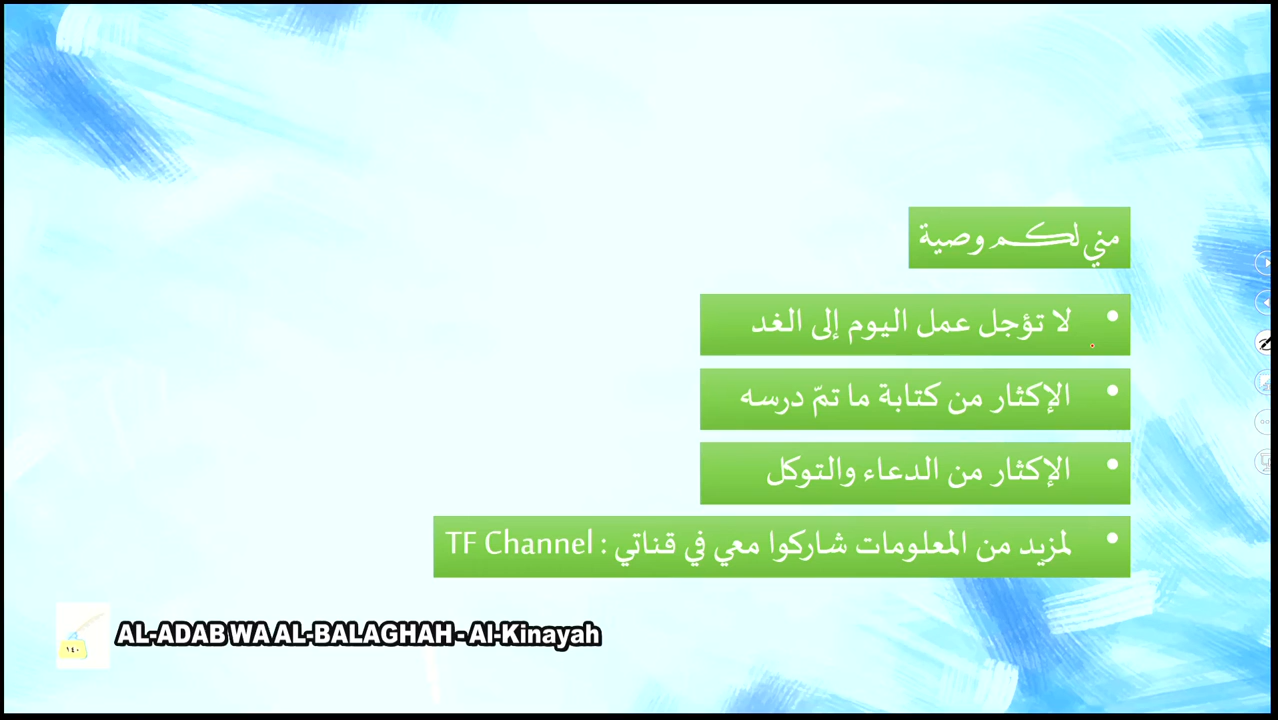 مني لكم وصية
• لا تؤجل عمل اليوم إلى الغد
• الإكثار من كتابة ما تمّ درسه
• الإكثار من الدعاء والتوكل
• لمزيد من المعلومات شاركوا معي في قناتي : TF Channel
١٤٠
AL-ADAB WA AL-BALAGHAH - Al-Kinayah